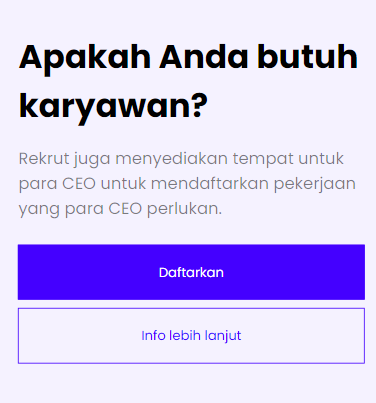 Apakah Anda butuh
karyawan?
Rekrut juga menyediakan tempat untuk
para CEO untuk mendaftarkan pekerjaan
yang para CEO perlukan.
Daftarkan
Info lebih lanjut